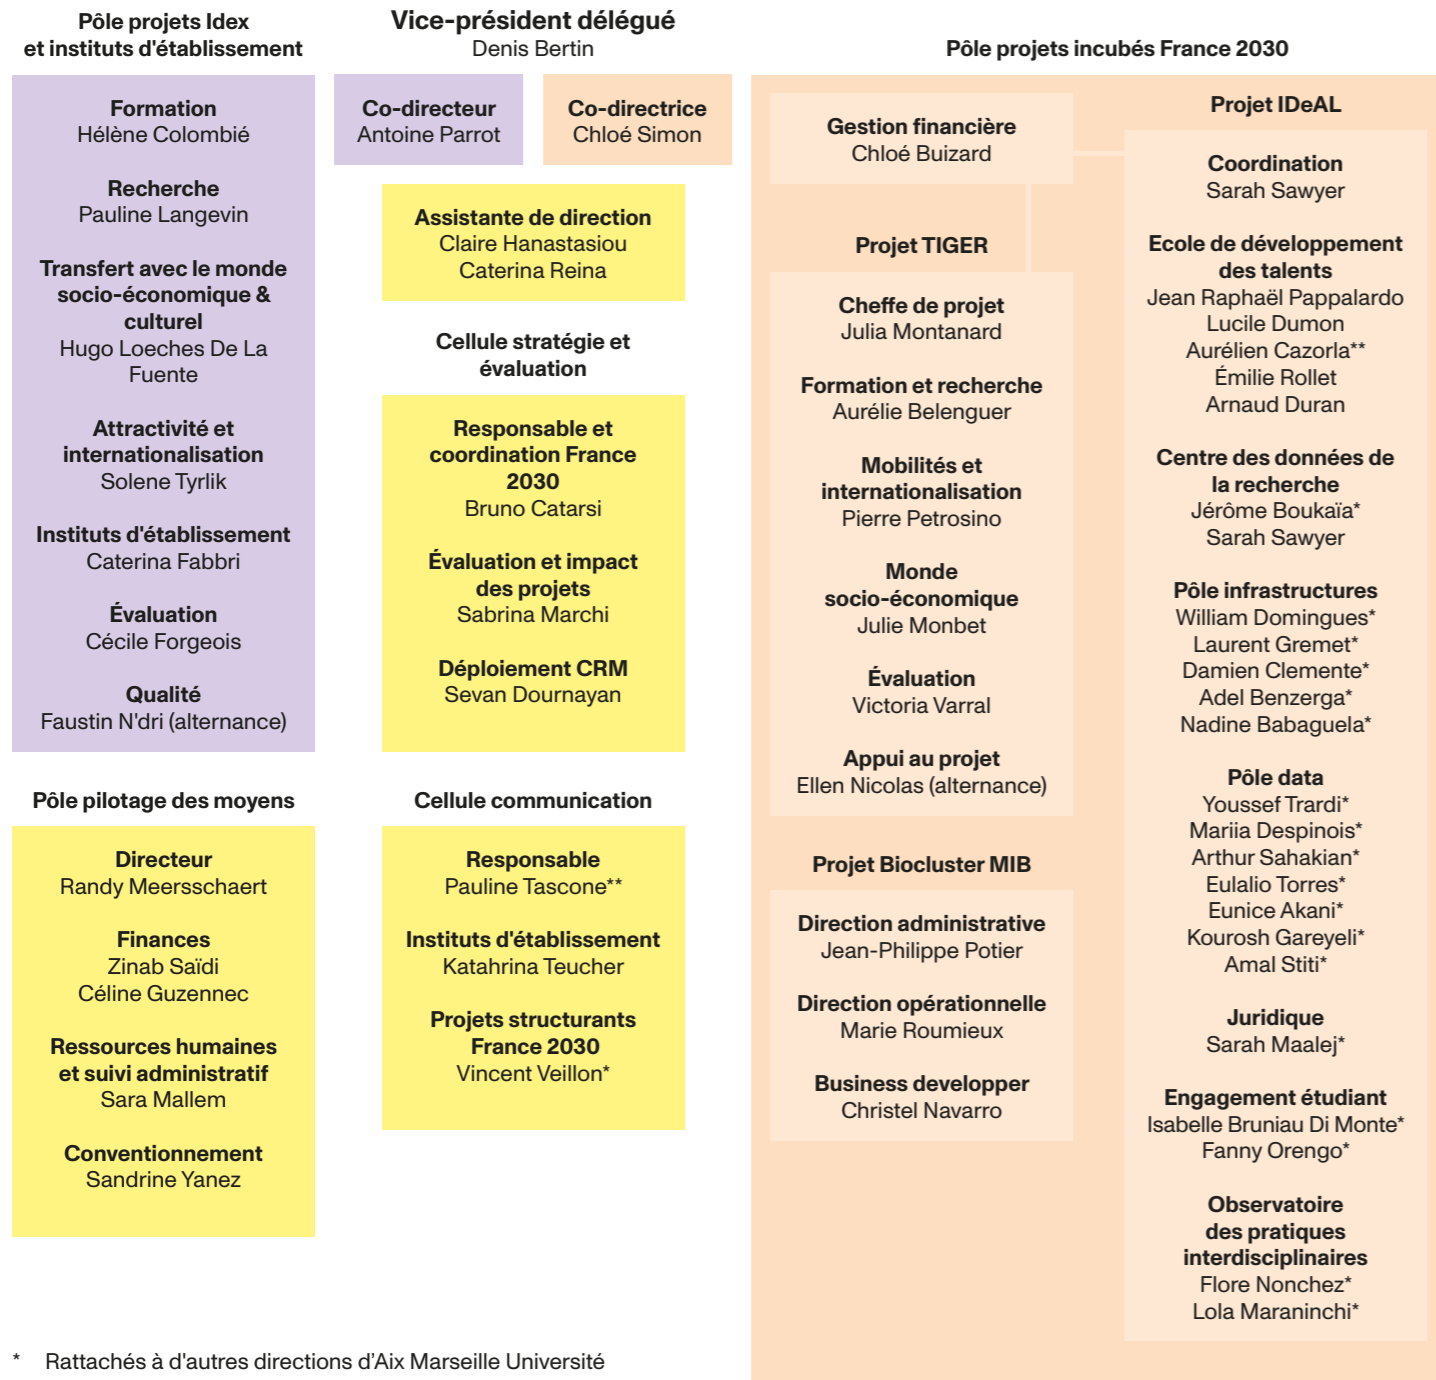 Pôle projets Idex
et instituts d'établissement
Formation
Hélène Colombié
Recherche
Pauline Langevin
Transfert avec le monde
socio-économique &
culturel
Hugo Loeches De La
Fuente
Attractivité et
internationalisation
Solene Tyrlik
Instituts d'établissement
Caterina Fabbri
Évaluation
Cécile Forgeois
Qualité
Faustin N'dri (alternance)
Pôle pilotage des moyens
Directeur
Randy Meersschaert
Finances
Zinab Saïdi
Céline Guzennec
Ressources humaines
et suivi administratif
Sara Mallem
Conventionnement
Sandrine Yanez
Vice-président délégué
Denis Bertin
Co-directeur
Antoine Parrot
Co-directrice
Chloé Simon
Assistante de direction
Claire Hanastasiou
Caterina Reina
Cellule stratégie et
évaluation
Responsable et
coordination France
2030
Bruno Catarsi
Évaluation et impact
des projets
Sabrina Marchi
Déploiement CRM
Sevan Dournayan
Cellule communication
Responsable
Pauline Tascone**
Instituts d'établissement
Katahrina Teucher
Projets structurants
France 2030
Vincent Veillon*
Pôle projets incubés France 2030
Gestion financière
Chloé Buizard
Projet TIGER
Cheffe de projet
Julia Montanard
Formation et recherche
Aurélie Belenguer
Mobilités et
internationalisation
Pierre Petrosino
Monde
socio-économique
Julie Monbet
Évaluation
Victoria Varral
Appui au projet
Ellen Nicolas (alternance)
Projet Biocluster MIB
Direction administrative
Jean-Philippe Potier
Direction opérationnelle
Marie Roumieux
Business developper
Christel Navarro
Projet IDeAL
Coordination
Sarah Sawyer
Ecole de développement
des talents
Jean Raphaël Pappalardo
Lucile Dumon
Aurélien Cazorla**
Émilie Rollet
Arnaud Duran
Centre des données de
la recherche
Jérôme Boukaïa*
Sarah Sawyer
Pôle infrastructures
William Domingues*
Laurent Gremet*
Damien Clemente*
Adel Benzerga*
Nadine Babaguela*
Pôle data
Youssef Trardi*
Mariia Despinois*
Arthur Sahakian*
Eulalio Torres*
Eunice Akani*
Kourosh Gareyeli*
Amal Stiti*
Juridique
Sarah Maalej*
Engagement étudiant
Isabelle Bruniau Di Monte*
Fanny Orengo*
Observatoire
des pratiques
interdisciplinaires
Flore Nonchez*
Lola Maraninchi*
* Rattachés à d'autres directions d'Aix Marseille Université